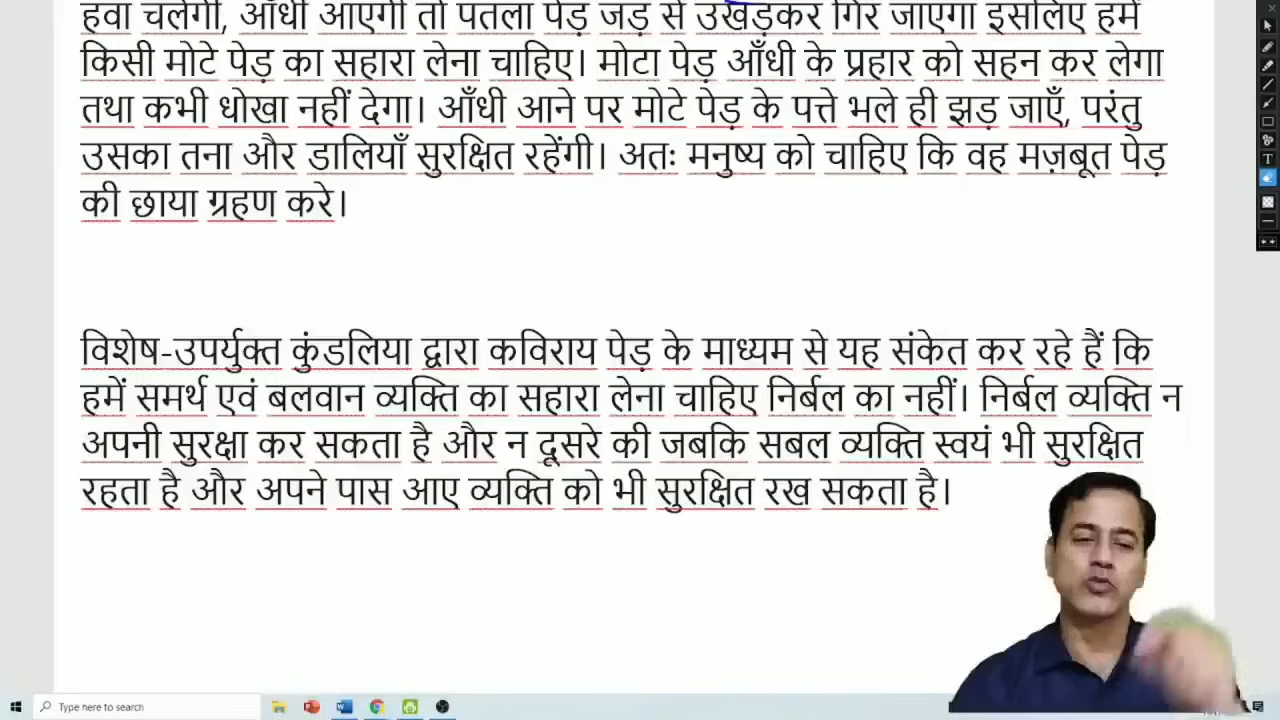 हवा चलेगी, आँधी आएगी तो पतला पेड़ जड़ से उखड़कर गिर जाएगा इसलिए हमें
किसी मोटे पेड़ का सहारा लेना चाहिए। मोटा पेड़ आँधी के प्रहार को सहन कर लेगा
तथा कभी धोखा नहीं देगा। आँधी आने पर मोटे पेड़ के पत्ते भले ही झड़ जाएँ, परंतु
उसका तना और डालियाँ सुरक्षित रहेंगी। अतः मनुष्य को चाहिए कि वह मज़बूत पेड़
की छाया ग्रहण करे।
विशेष-उपर्युक्त कुंडलिया द्वारा कविराय पेड़ के माध्यम से यह संकेत कर रहे हैं कि
हमें समर्थ एवं बलवान व्यक्ति का सहारा लेना चाहिए निर्बल का नहीं। निर्बल व्यक्ति न
अपनी सुरक्षा कर सकता है और न दूसरे की जबकि सबल व्यक्ति स्वयं भी सुरक्षित
रहता है और अपने पास आए व्यक्ति को भी सुरक्षित रख सकता है।
Type here to search